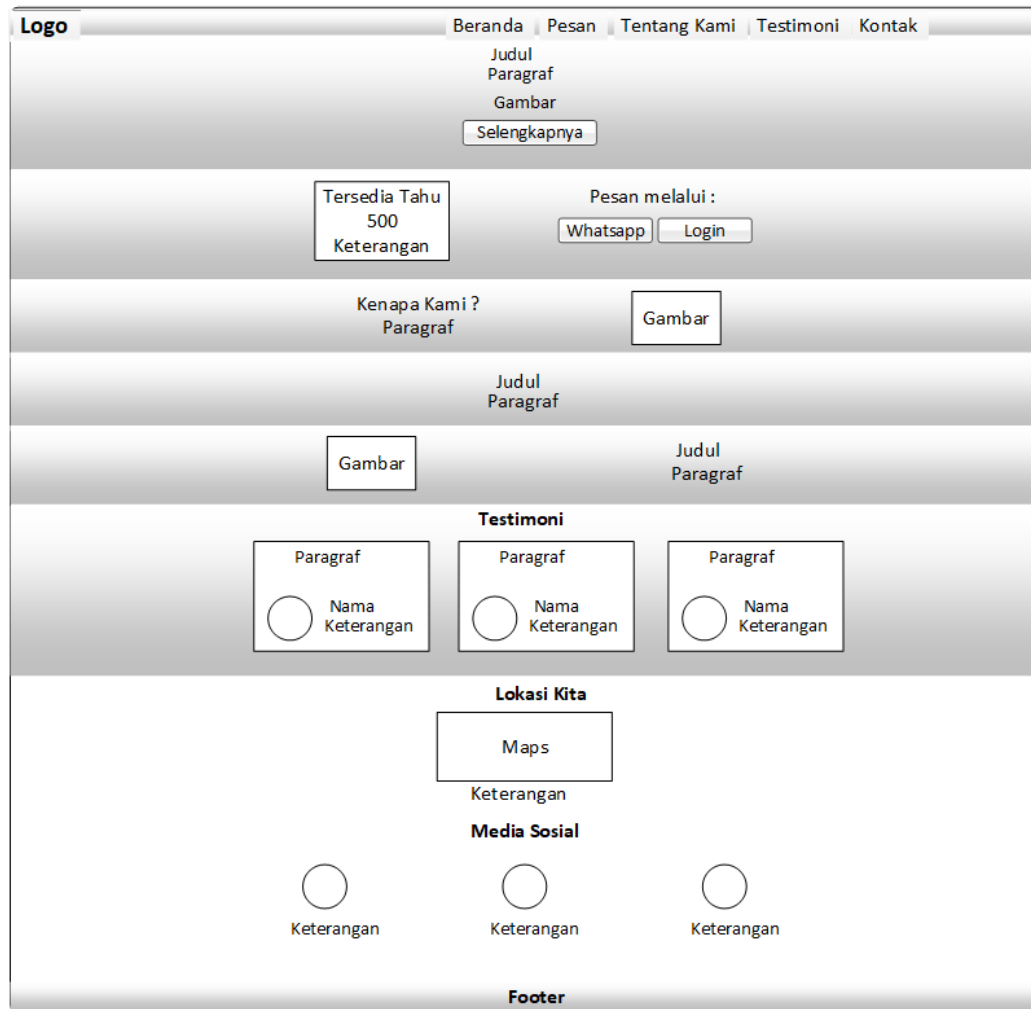 Logo
Beranda Pesan Tentang Kami Testimoni Kontak
Judul
Paragraf
Gambar
Selengkapnya
Tersedia Tahu
500
Keterangan
Pesan melalui :
Whatsapp Login
Kenapa Kami ?
Paragraf
Gambar
Judul
Paragraf
Gambar
Judul
Paragraf
Testimoni
Paragraf
Nama
Keterangan
Paragraf
Nama
Keterangan
Paragraf
Nama
Keterangan
Lokasi Kita
Maps
Keterangan
Media Sosial
Keterangan Keterangan Keterangan
Footer